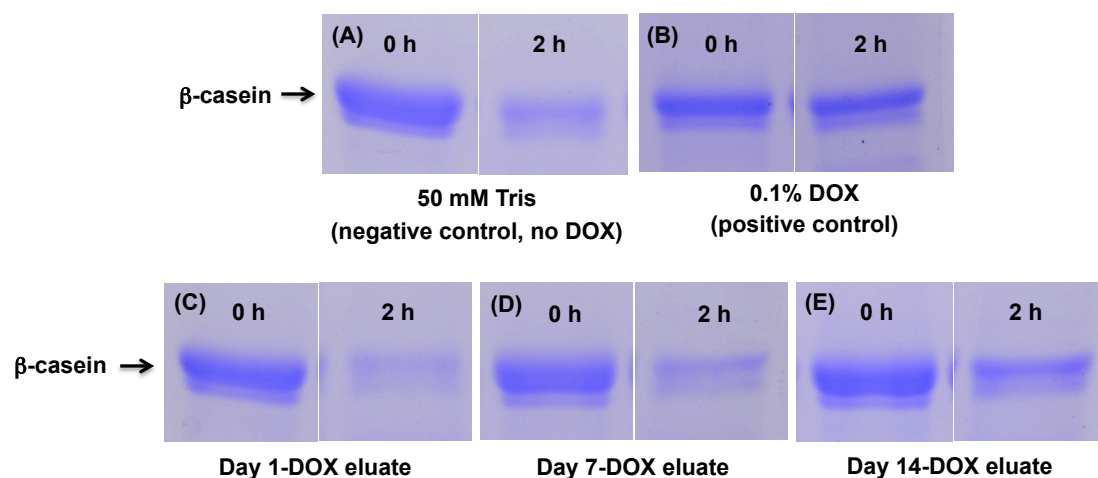 (A) 0 h 2 h (B) 0 h 2 h
β-casein
50 mM Tris
(negative control, no DOX)
0.1% DOX
(positive control)
(C) 0 h 2 h (D) 0 h 2 h (E) 0 h 2 h
β-casein
Day 1-DOX eluate Day 7-DOX eluate Day 14-DOX eluate